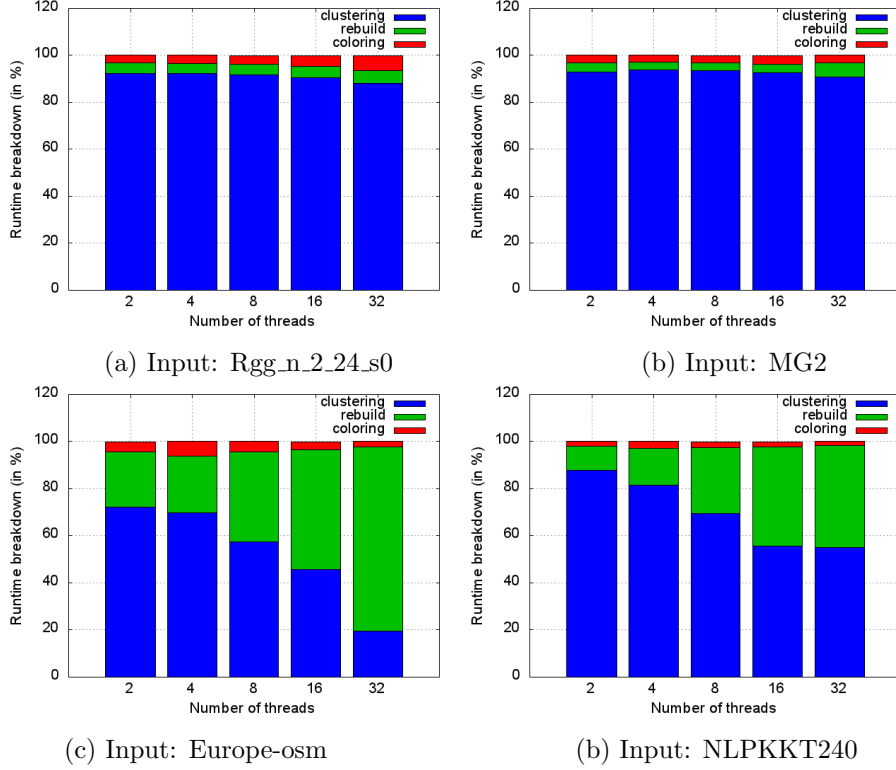 120
100
80
60
40
20
0
Runtime breakdown (in %)
clustering
rebuild
coloring
2 4 8 16 32
Number of threads
(a) Input: Rgg_n_2_24_s0
120
100
80
60
40
20
0
Runtime breakdown (in %)
clustering
rebuild
coloring
2 4 8 16 32
Number of threads
(b) Input: MG2
120
100
80
60
40
20
0
Runtime breakdown (in %)
clustering
rebuild
coloring
2 4 8 16 32
Number of threads
(c) Input: Europe-osm
120
100
80
60
40
20
0
Runtime breakdown (in %)
clustering
rebuild
coloring
2 4 8 16 32
Number of threads
(b) Input: NLPKKT240